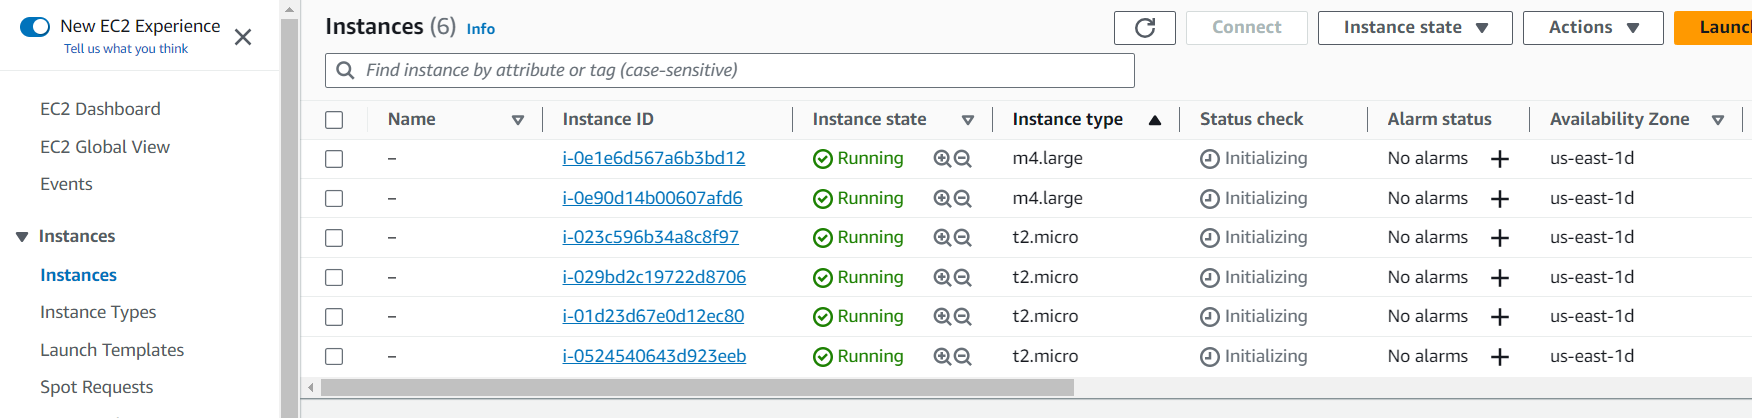 New EC2 Experience
Tell us what you think
EC2 Dashboard
EC2 Global View
Events
Instances
Instances
Instance Types
Launch Templates
Spot Requests
Instances (6) Info
Connect Instance state Actions Launc
Find instance by attribute or tag (case-sensitive)
Name Instance ID Instance state Instance type Status check Alarm status Availability Zone
– i-0e1e6d567a6b3bd12 Running m4.large Initializing No alarms + us-east-1d
– i-0e90d14b00607afd6 Running m4.large Initializing No alarms + us-east-1d
– i-023c596b34a8c8f97 Running t2.micro Initializing No alarms + us-east-1d
– i-029bd2c19722d8706 Running t2.micro Initializing No alarms + us-east-1d
– i-01d23d67e0d12ec80 Running t2.micro Initializing No alarms + us-east-1d
– i-0524540643d923eeb Running t2.micro Initializing No alarms + us-east-1d